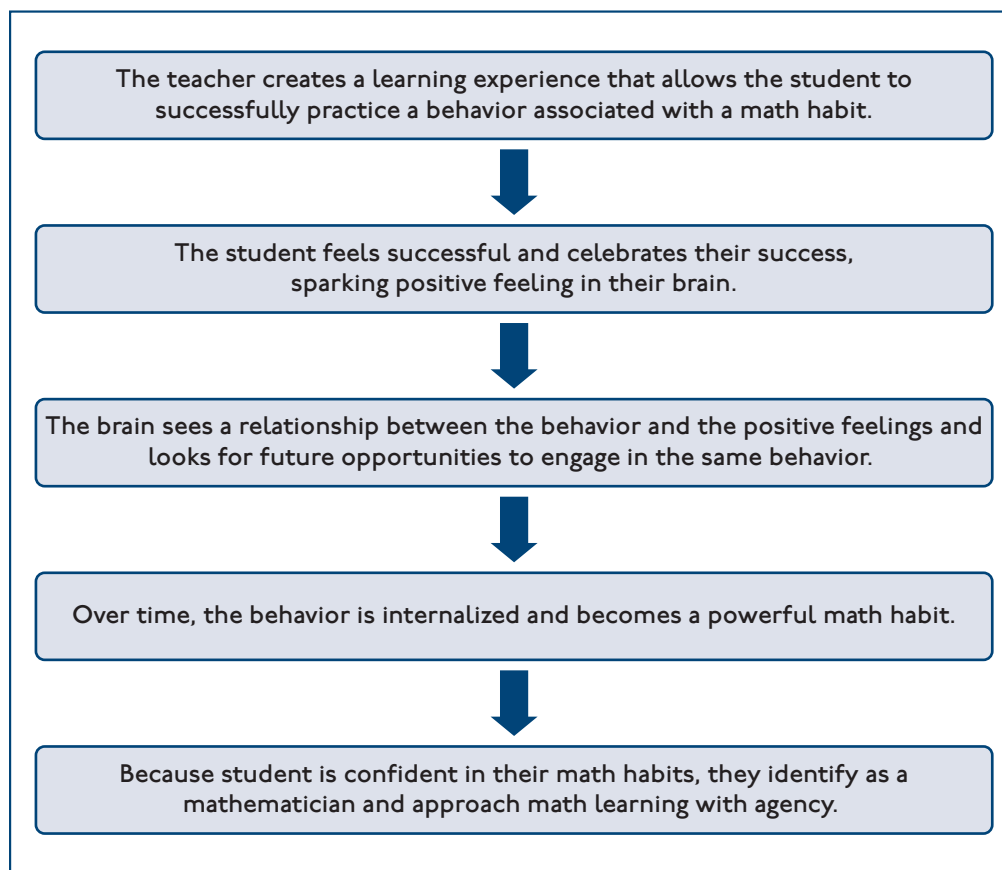 The teacher creates a learning experience that allows the student to
successfully practice a behavior associated with a math habit.
The student feels successful and celebrates their success,
sparking positive feeling in their brain.
The brain sees a relationship between the behavior and the positive feelings and
looks for future opportunities to engage in the same behavior.
Over time, the behavior is internalized and becomes a powerful math habit.
Because student is confident in their math habits, they identify as a
mathematician and approach math learning with agency.